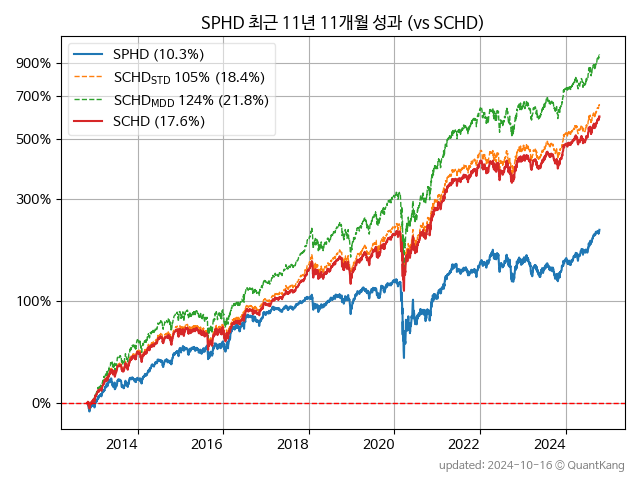 SPHD 최근 11년 11개월 성과 (vs SCHD)
SPHD (10.3%)
SCHD_STD 105% (18.4%)
SCHD_MDD 124% (21.8%)
SCHD (17.6%)
900%
700%
500%
300%
100%
0%
2014 2016 2018 2020 2022 2024
updated: 2024-10-16 © QuantKang